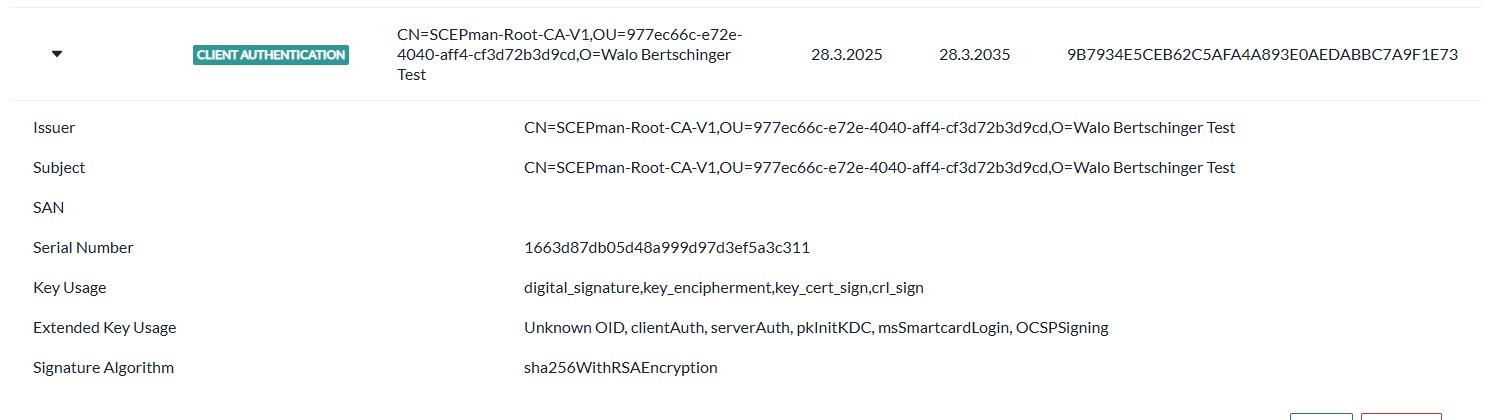 CLIENT AUTHENTICATION
CN=SCEPman-Root-CA-V1,OU=977ec66c-e72e-
4040-aff4-cf3d72b3d9cd,O=Walo Bertschinger
Test
28.3.2025
28.3.2035
9B7934E5CEB62C5AFA4A893E0AEDABBC7A9F1E73
Issuer CN=SCEPman-Root-CA-V1,OU=977ec66c-e72e-4040-aff4-cf3d72b3d9cd,O=Walo Bertschinger Test
Subject CN=SCEPman-Root-CA-V1,OU=977ec66c-e72e-4040-aff4-cf3d72b3d9cd,O=Walo Bertschinger Test
SAN
Serial Number 1663d87db05d48a999d97d3ef5a3c311
Key Usage digital_signature,key_encipherment,key_cert_sign,crl_sign
Extended Key Usage Unknown OID, clientAuth, serverAuth, pkInitKDC, msSmartcardLogin, OCSPSigning
Signature Algorithm sha256WithRSAEncryption